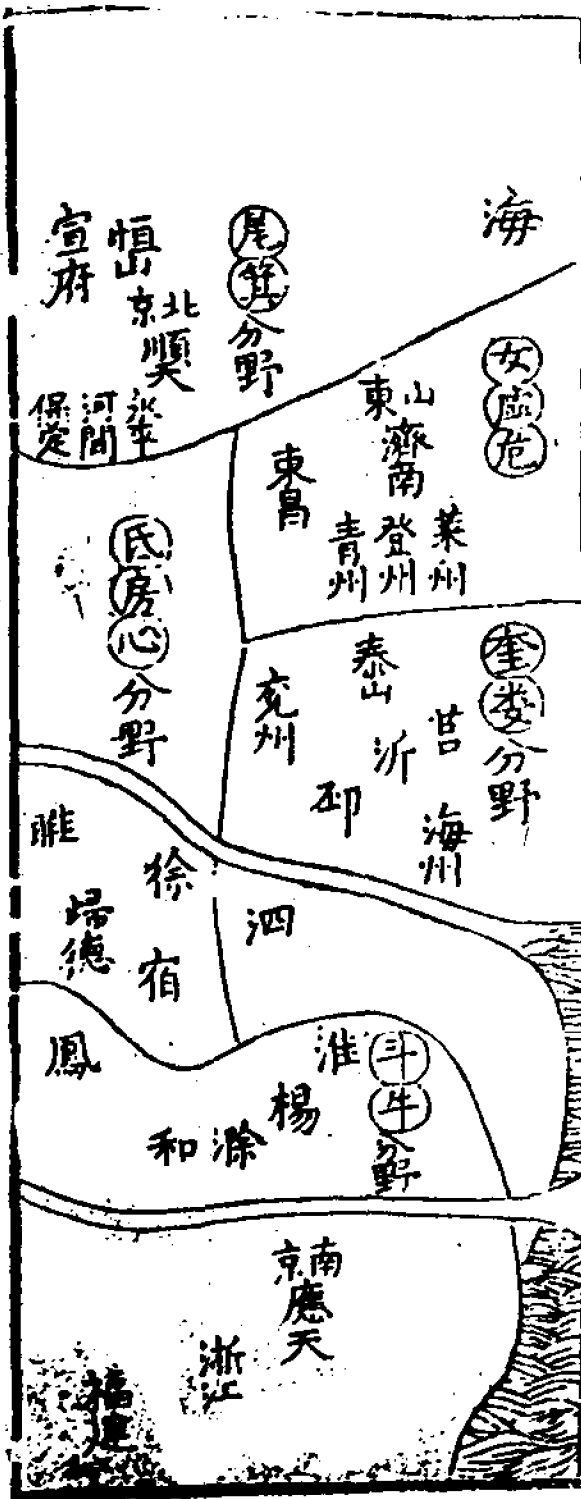 海
尾箕分野
恒山
宣府
北京
順天
永平
河間
保定
女虛危
山東
濟南
東昌
萊州
登州
青州
氐房心分野
奎婁分野
泰山
兗州
莒
沂
邳
海州
睢
徐
泗
歸德
宿
鳳
淮
斗牛分野
楊
滁
和
南京
應天
浙江
福建